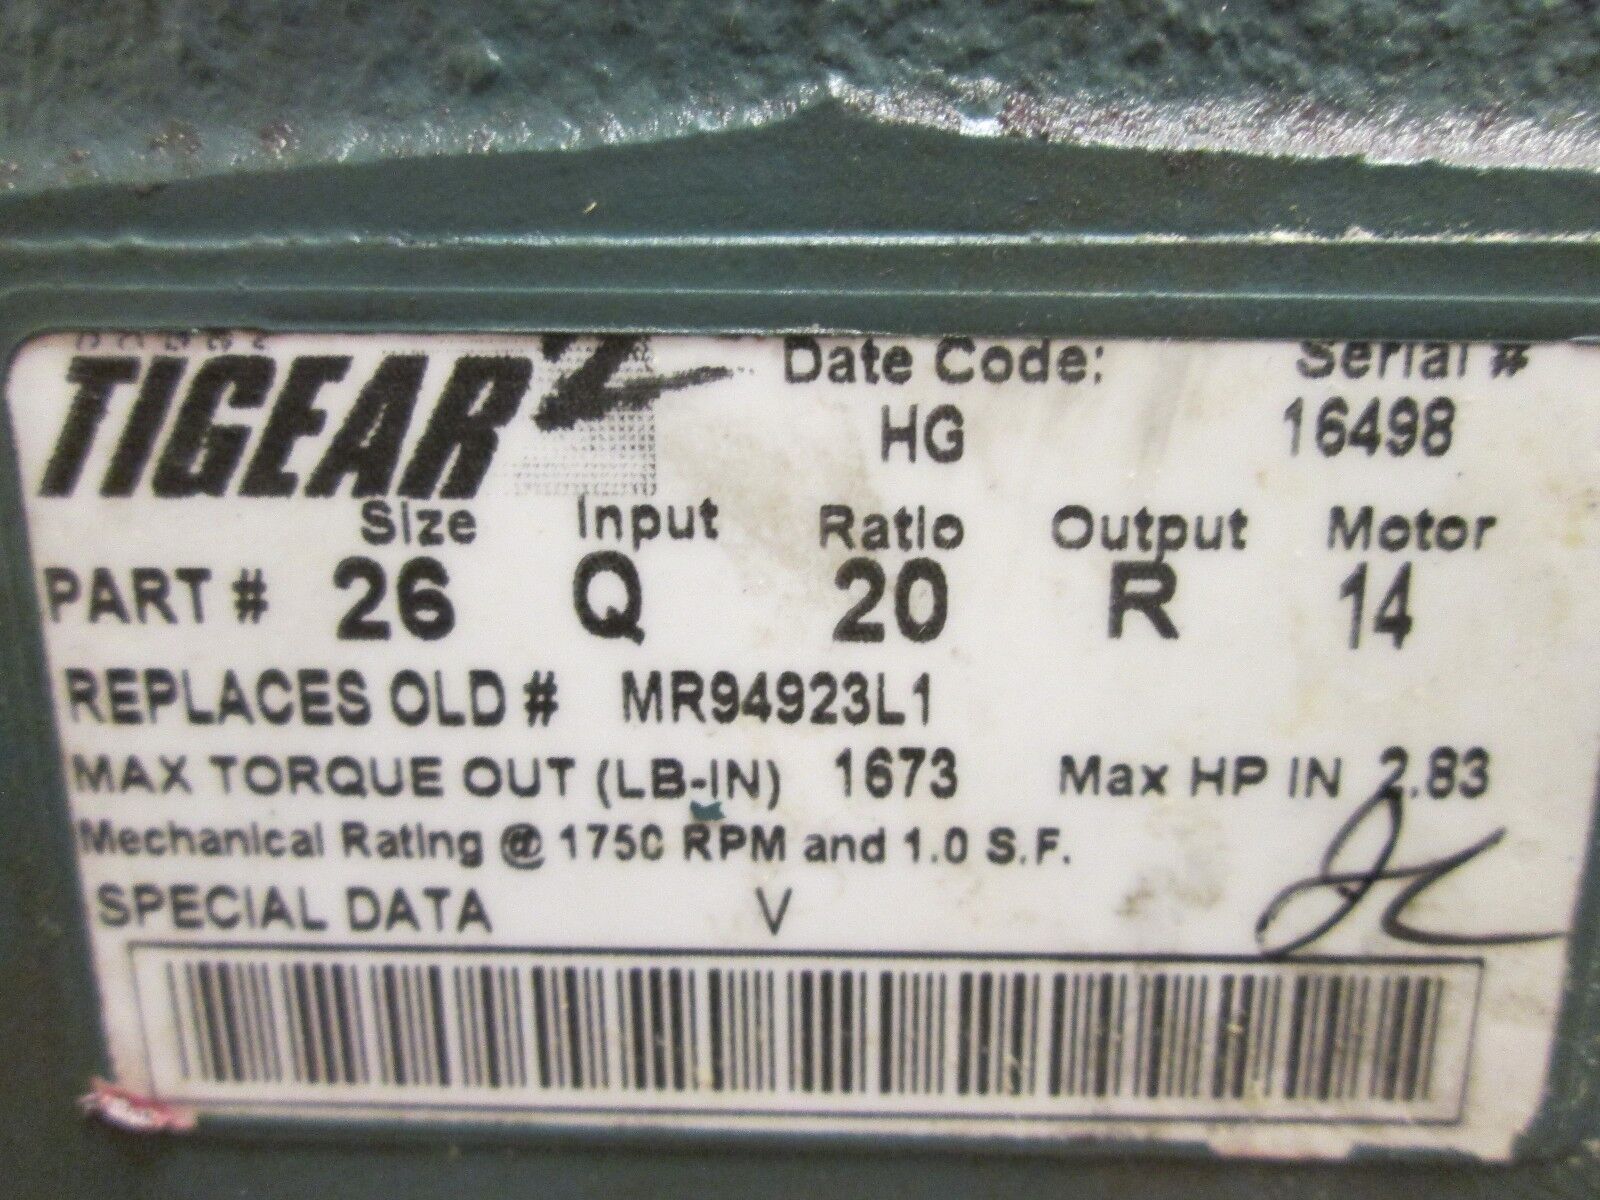 DODGE
TIGEAR 2
Date Code: Serial #
HG 16498
Size Input Ratio Output Motor
PART # 26 Q 20 R 14
REPLACES OLD # MR94923L1
MAX TORQUE OUT (LB-IN) 1673 Max HP IN 2.83
Mechanical Rating @ 1750 RPM and 1.0 S.F.
SPECIAL DATA V